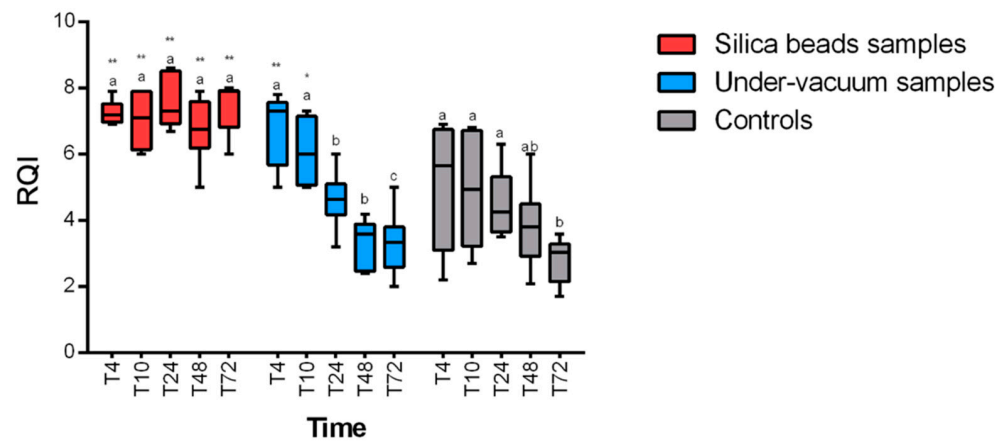 10
8
6
4
2
0
RQI
** ** ** ** ** ** *
a a a a a a a b b c a a a ab b
T4 T10 T24 T48 T72 T4 T10 T24 T48 T72 T4 T10 T24 T48 T72
Time
Silica beads samples
Under-vacuum samples
Controls